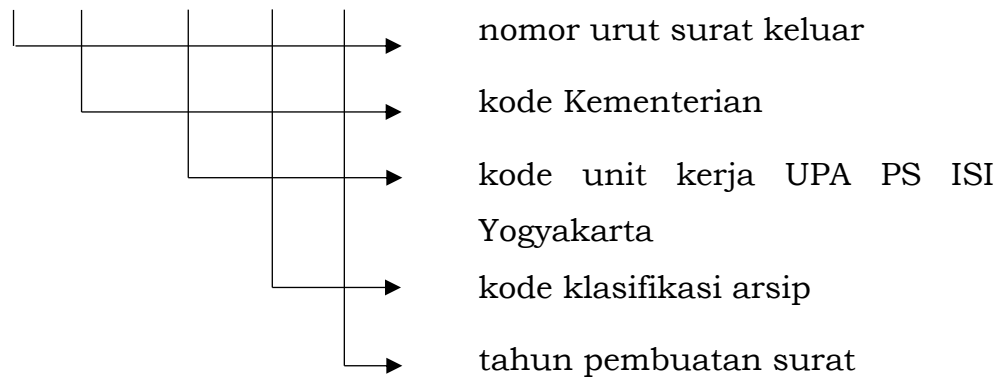 nomor urut surat keluar
kode Kementerian
kode unit kerja UPA PS ISI
Yogyakarta
kode klasifikasi arsip
tahun pembuatan surat